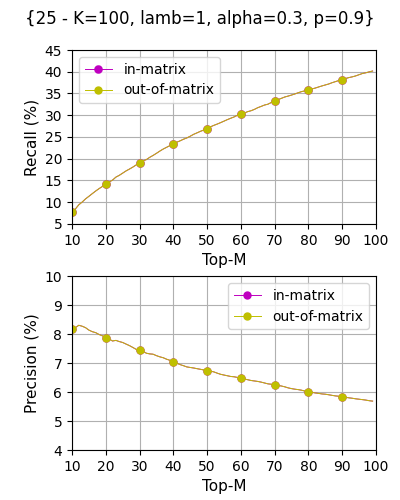 {25 - K=100, lamb=1, alpha=0.3, p=0.9}
45
40
35
30
25
20
15
10
5
Recall (%)
in-matrix
out-of-matrix
10 20 30 40 50 60 70 80 90 100
Top-M
10
9
8
7
6
5
4
Precision (%)
in-matrix
out-of-matrix
10 20 30 40 50 60 70 80 90 100
Top-M